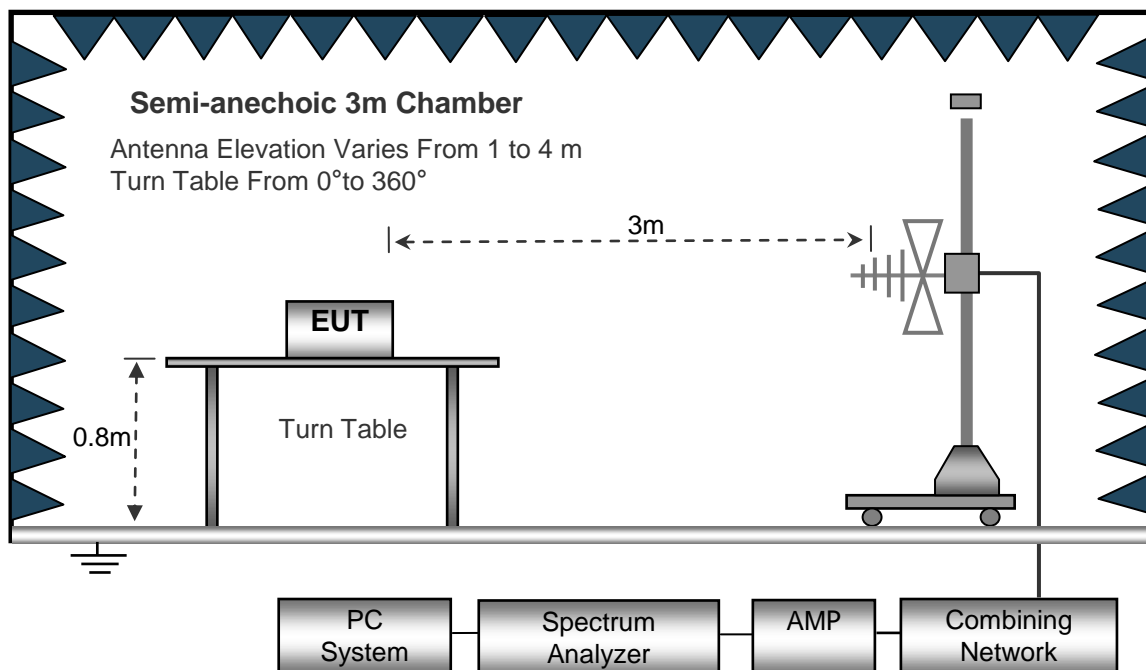 Semi-anechoic 3m Chamber
Antenna Elevation Varies From 1 to 4 m
Turn Table From 0°to 360°
3m
EUT
0.8m
Turn Table
PC
System
Spectrum
Analyzer
AMP
Combining
Network